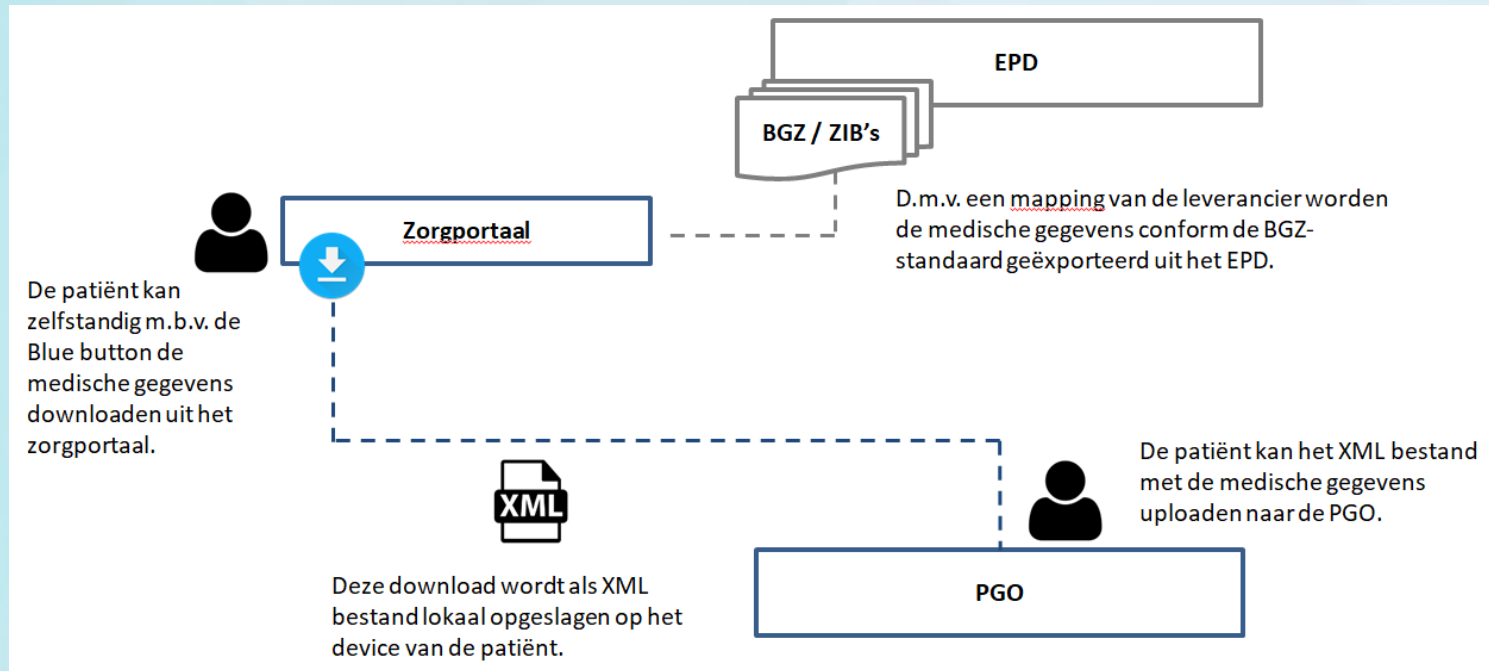 EPD
BGZ / ZIB's
D.m.v. een mapping van de leverancier worden
de medische gegevens conform de BGZ-
standaard geëxporteerd uit het EPD.
Zorgportaal
De patiënt kan
zelfstandig m.b.v. de
Blue button de
medische gegevens
downloaden uit het
zorgportaal.
XML
Deze download wordt als XML
bestand lokaal opgeslagen op het
device van de patiënt.
De patiënt kan het XML bestand
met de medische gegevens
uploaden naar de PGO.
PGO